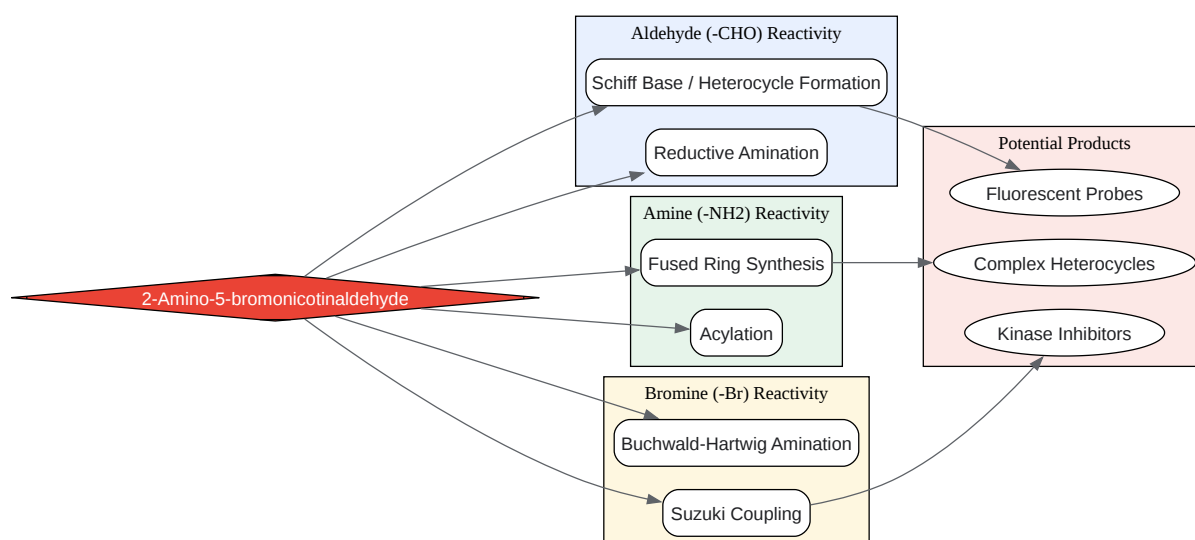 2-Amino-5-bromonicotinaldehyde
Aldehyde (-CHO) Reactivity
Schiff Base / Heterocycle Formation
Reductive Amination
Amine (-NH2) Reactivity
Fused Ring Synthesis
Acylation
Bromine (-Br) Reactivity
Buchwald-Hartwig Amination
Suzuki Coupling
Potential Products
Fluorescent Probes
Complex Heterocycles
Kinase Inhibitors